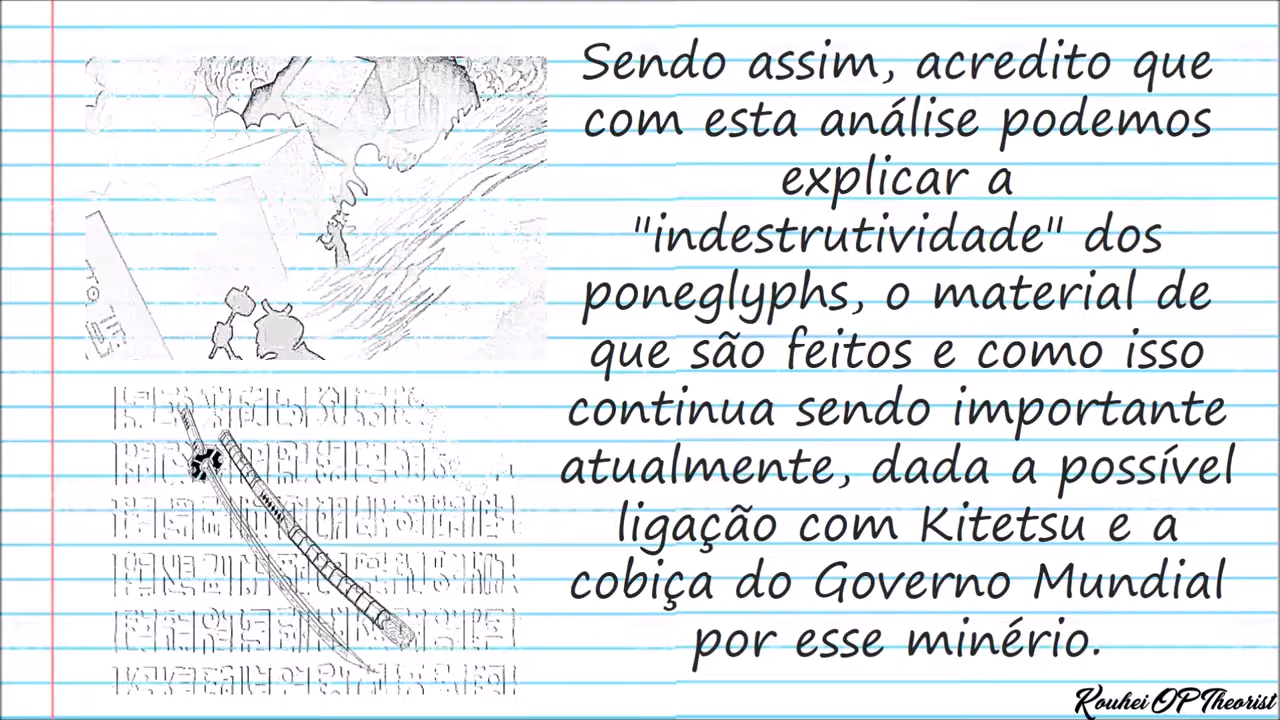 Sendo assim, acredito que
com esta análise podemos
explicar a
"indestrutividade" dos
poneglyphs, o material de
que são feitos e como isso
continua sendo importante
atualmente, dada a possível
ligação com Kitetsu e a
cobiça do Governo Mundial
por esse minério.
Kouhei OP Theorist